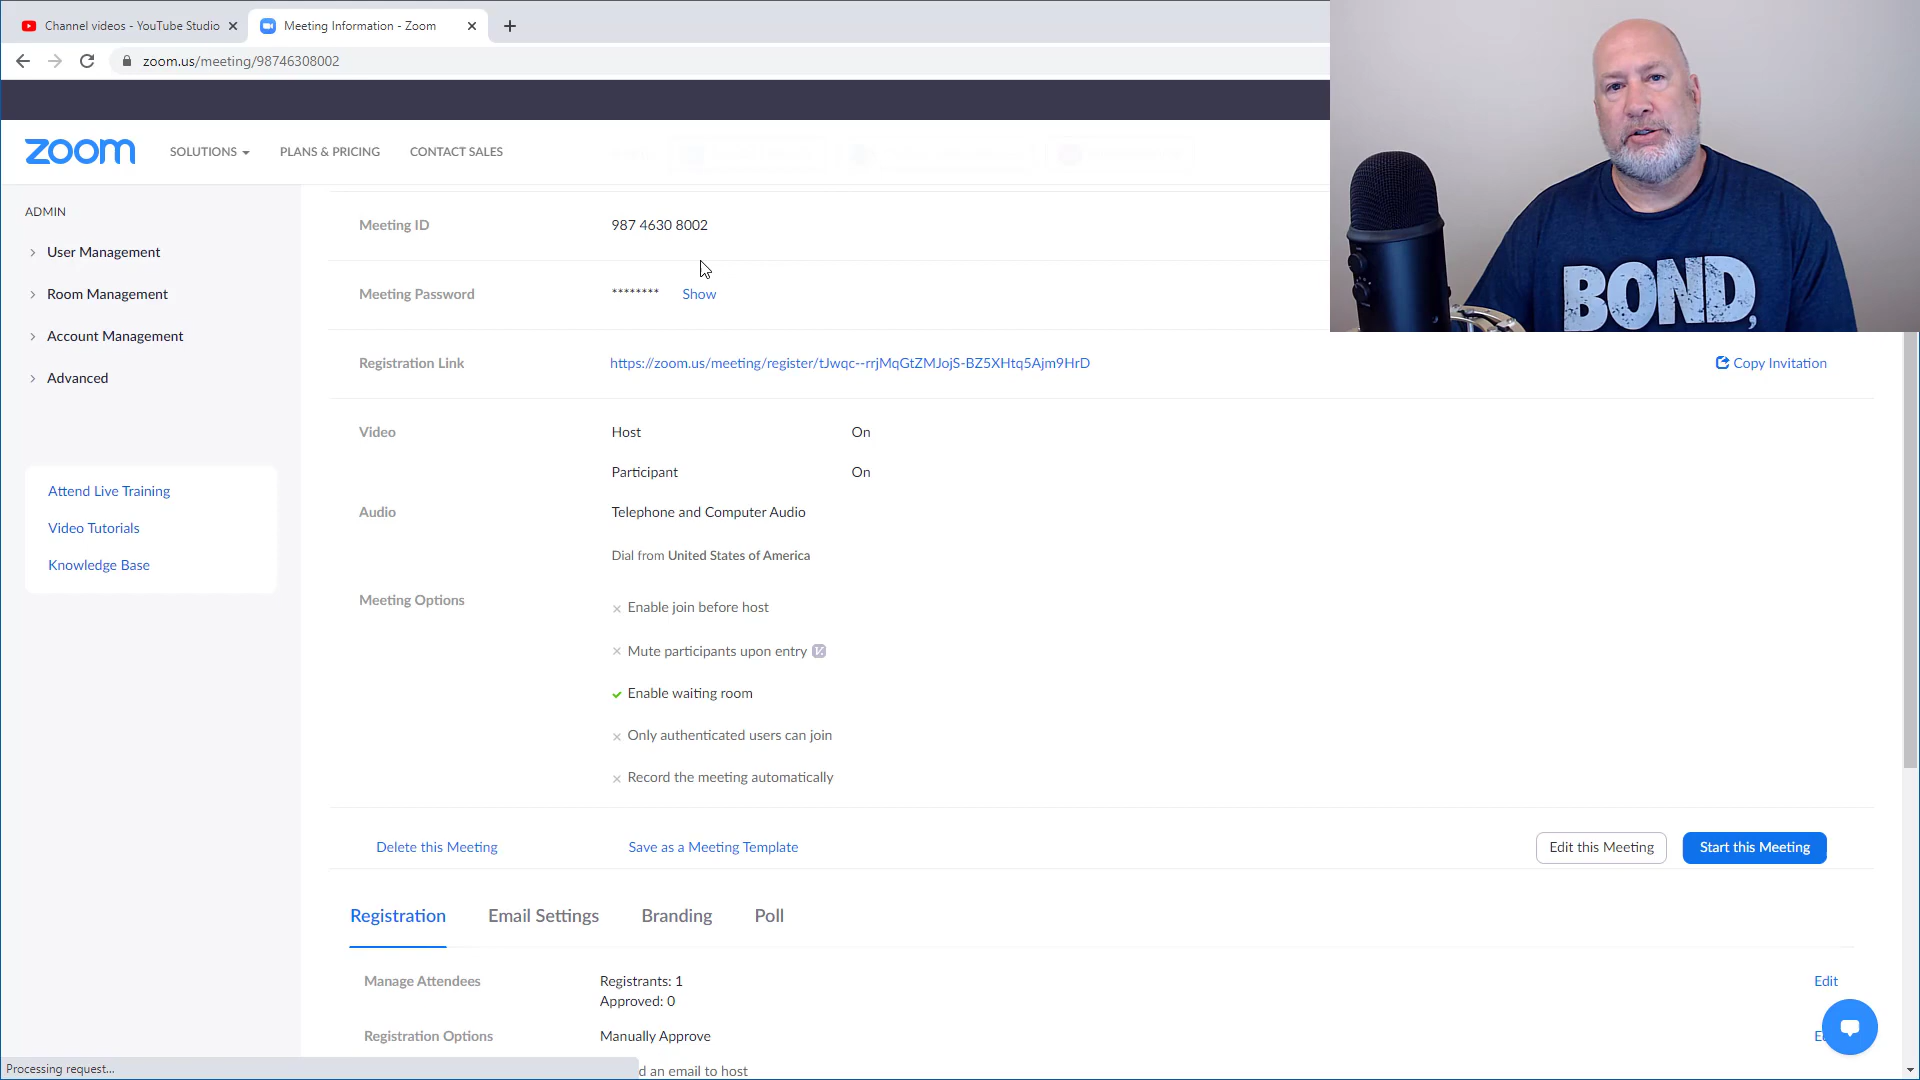 Channel videos - YouTube Studio
Meeting Information - Zoom
zoom.us/meeting/98746308002
zoom
SOLUTIONS
PLANS & PRICING
CONTACT SALES
ADMIN
User Management
Room Management
Account Management
Advanced
Attend Live Training
Video Tutorials
Knowledge Base
Meeting ID
987 4630 8002
Meeting Password
******** Show
Registration Link
https://zoom.us/meeting/register/tJwqc--rrjMqGtZMJojS-BZ5XHtq5Ajm9HrD
Copy Invitation
Video
Host On
Participant On
Audio
Telephone and Computer Audio
Dial from United States of America
Meeting Options
Enable join before host
Mute participants upon entry
Enable waiting room
Only authenticated users can join
Record the meeting automatically
Delete this Meeting
Save as a Meeting Template
Edit this Meeting
Start this Meeting
Registration
Email Settings
Branding
Poll
Manage Attendees
Registrants: 1
Approved: 0
Edit
Registration Options
Manually Approve
an email to host
Processing request...
BOND,